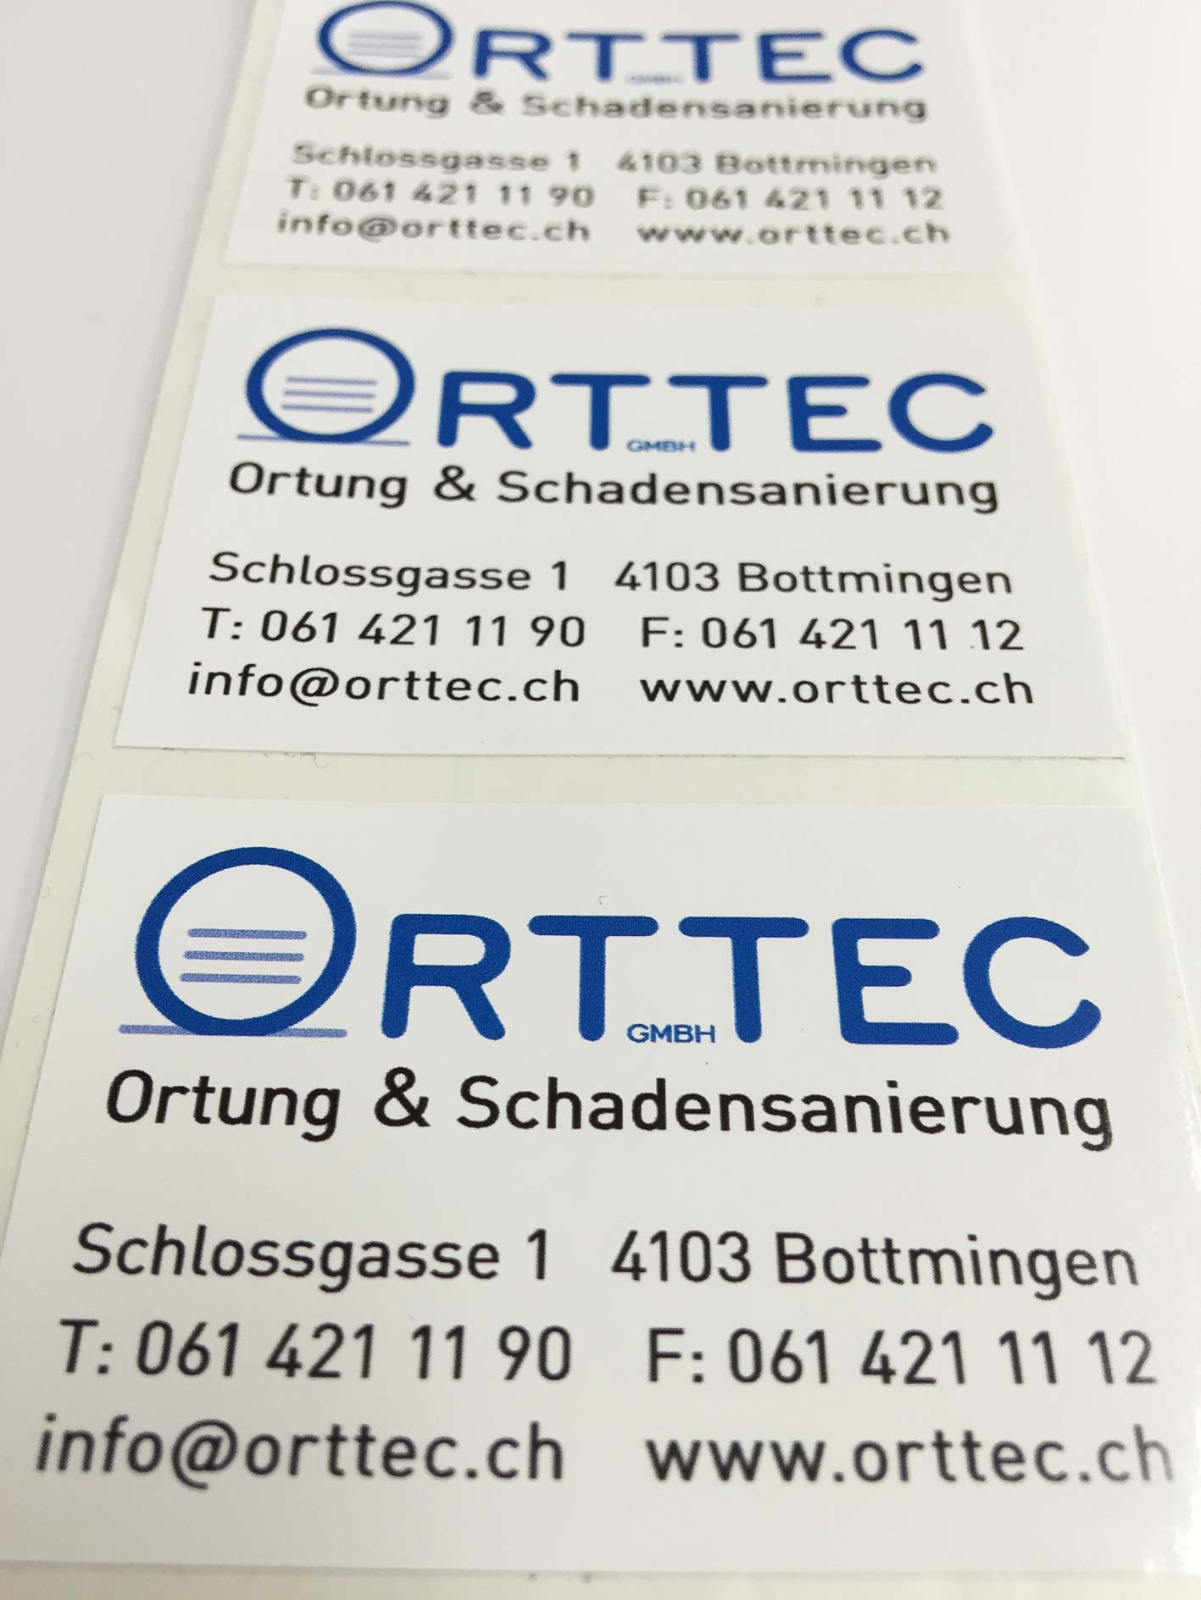 ORTTEC
GMBH
Ortung & Schadensanierung
Schlossgasse 1 4103 Bottmingen
T: 061 421 11 90 F: 061 421 11 12
info@orttec.ch www.orttec.ch
ORTTEC
GMBH
Ortung & Schadensanierung
Schlossgasse 1 4103 Bottmingen
T: 061 421 11 90 F: 061 421 11 12
info@orttec.ch www.orttec.ch
ORTTEC
GMBH
Ortung & Schadensanierung
Schlossgasse 1 4103 Bottmingen
T: 061 421 11 90 F: 061 421 11 12
info@orttec.ch www.orttec.ch